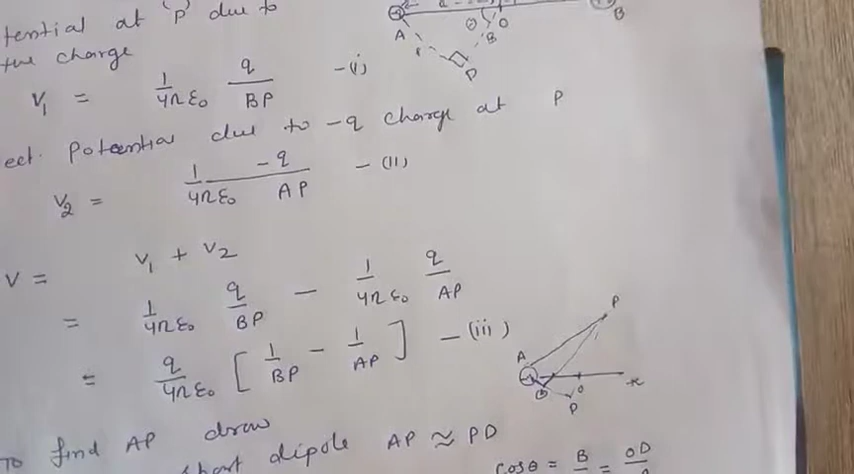 tential at 'P' due to
the charge
V₁ = 1/4πε₀ q/BP —(i)
ect. Potential due to -q charge at P
V₂ = 1/4πε₀ -q/AP —(ii)
V = V₁ + V₂
= 1/4πε₀ q/BP — 1/4πε₀ q/AP
= q/4πε₀ [1/BP — 1/AP] —(iii)
To find AP draw
short dipole AP ≈ PD
cosθ = B/ = OD/
A
θ
O
B
D
B
A
P
θ
O
P